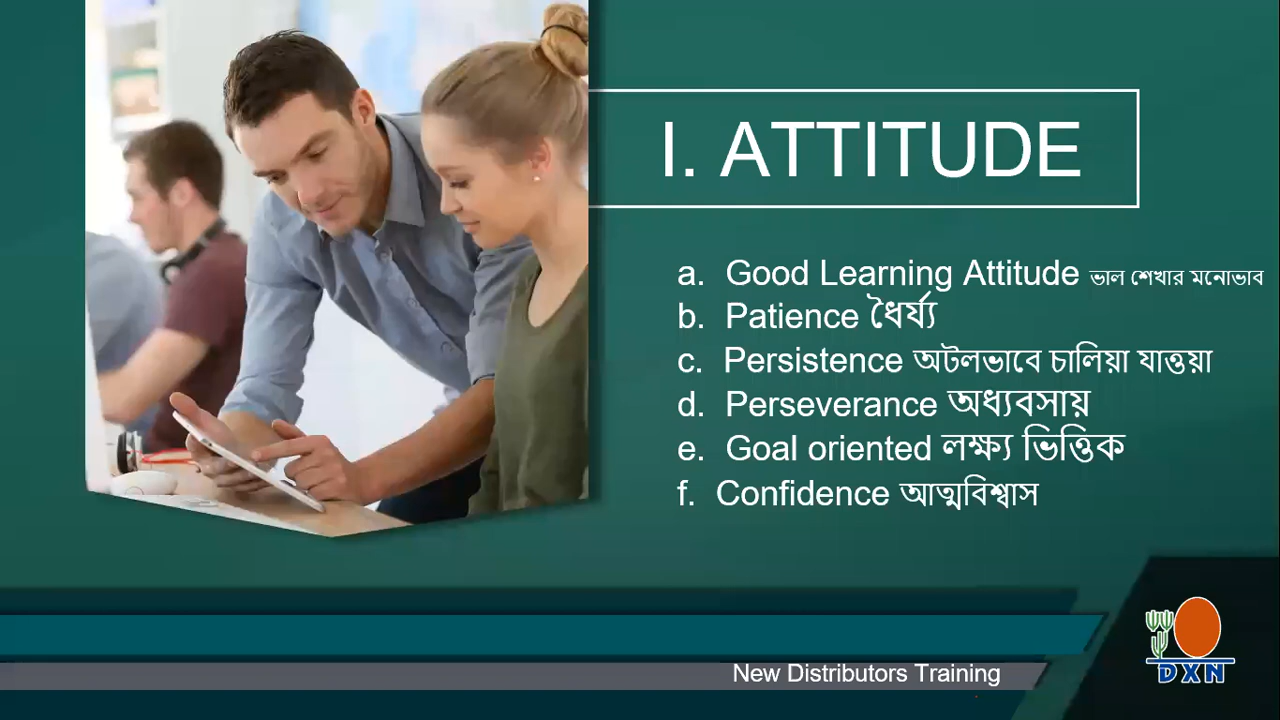 I. ATTITUDE
a. Good Learning Attitude ভাল শেখার মনোভাব
b. Patience ধৈর্য্য
c. Persistence অটলভাবে চালিয়া যাত্তয়া
d. Perseverance অধ্যবসায়
e. Goal oriented লক্ষ্য ভিত্তিক
f. Confidence আত্মবিশ্বাস
New Distributors Training
DXN